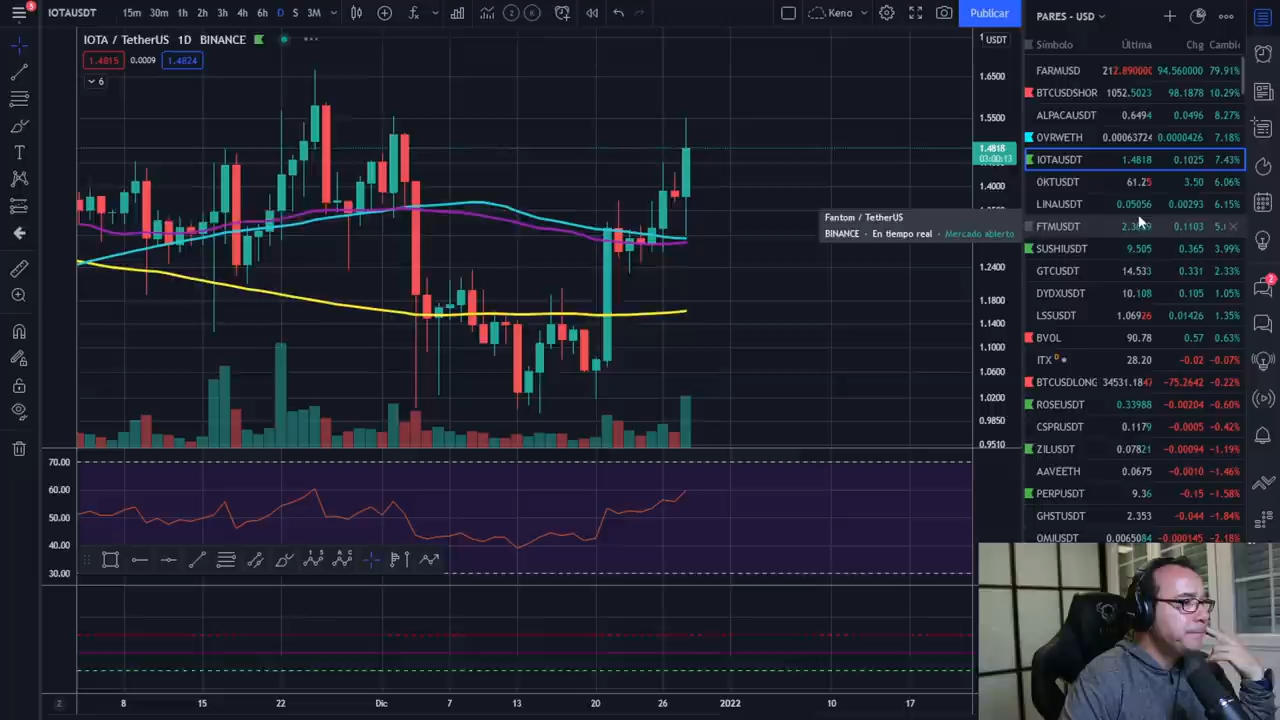 3
IOTAUSDT 15m 30m 1h 2h 3h 4h 6h D S 3M 2 K Keno Publicar
IOTA / TetherUS 1D BINANCE
1.4815 0.0009 1.4824
6
USDT
1.6500
1.5500
1.4818
03:00:13
1.4000
1.2400
1.1800
1.1400
1.1000
1.0600
1.0200
0.9850
0.9510
Fantom / TetherUS
BINANCE · En tiempo real · Mercado abierto
70.00
60.00
50.00
40.00
30.00
8 15 22 Dic 7 13 20 26 2022 10 17
PARES - USD
Símbolo Última Chg Cambi
FARMUSD 212.890000 94.560000 79.91%
BTCUSDSHOR 1052.5023 98.1878 10.29%
ALPACAUSDT 0.6494 0.0496 8.27%
OVRWETH 0.00063724 0.0000426 7.18%
IOTAUSDT 1.4818 0.1025 7.43%
OKTUSDT 61.25 3.50 6.06%
LINAUSDT 0.05056 0.00293 6.15%
FTMUSDT 0.1103
SUSHIUSDT 9.505 0.365 3.99%
GTCUSDT 14.533 0.331 2.33%
DYDXUSDT 10.108 0.105 1.05%
LSSUSDT 1.06926 0.01426 1.35%
BVOL 90.78 0.57 0.63%
ITX D 28.20 -0.02 -0.07%
BTCUSDLONG 34531.1847 -75.2642 -0.22%
ROSEUSDT 0.33988 -0.00204 -0.60%
CSPRUSDT 0.1179 -0.0005 -0.42%
ZILUSDT 0.07821 -0.00094 -1.19%
AAVEETH 0.0675 -0.0010 -1.46%
PERPUSDT 9.36 -0.15 -1.58%
GHSTUSDT 2.353 -0.044 -1.84%
OMIUSDT 0.0065084 -0.000145 -2.18%
2